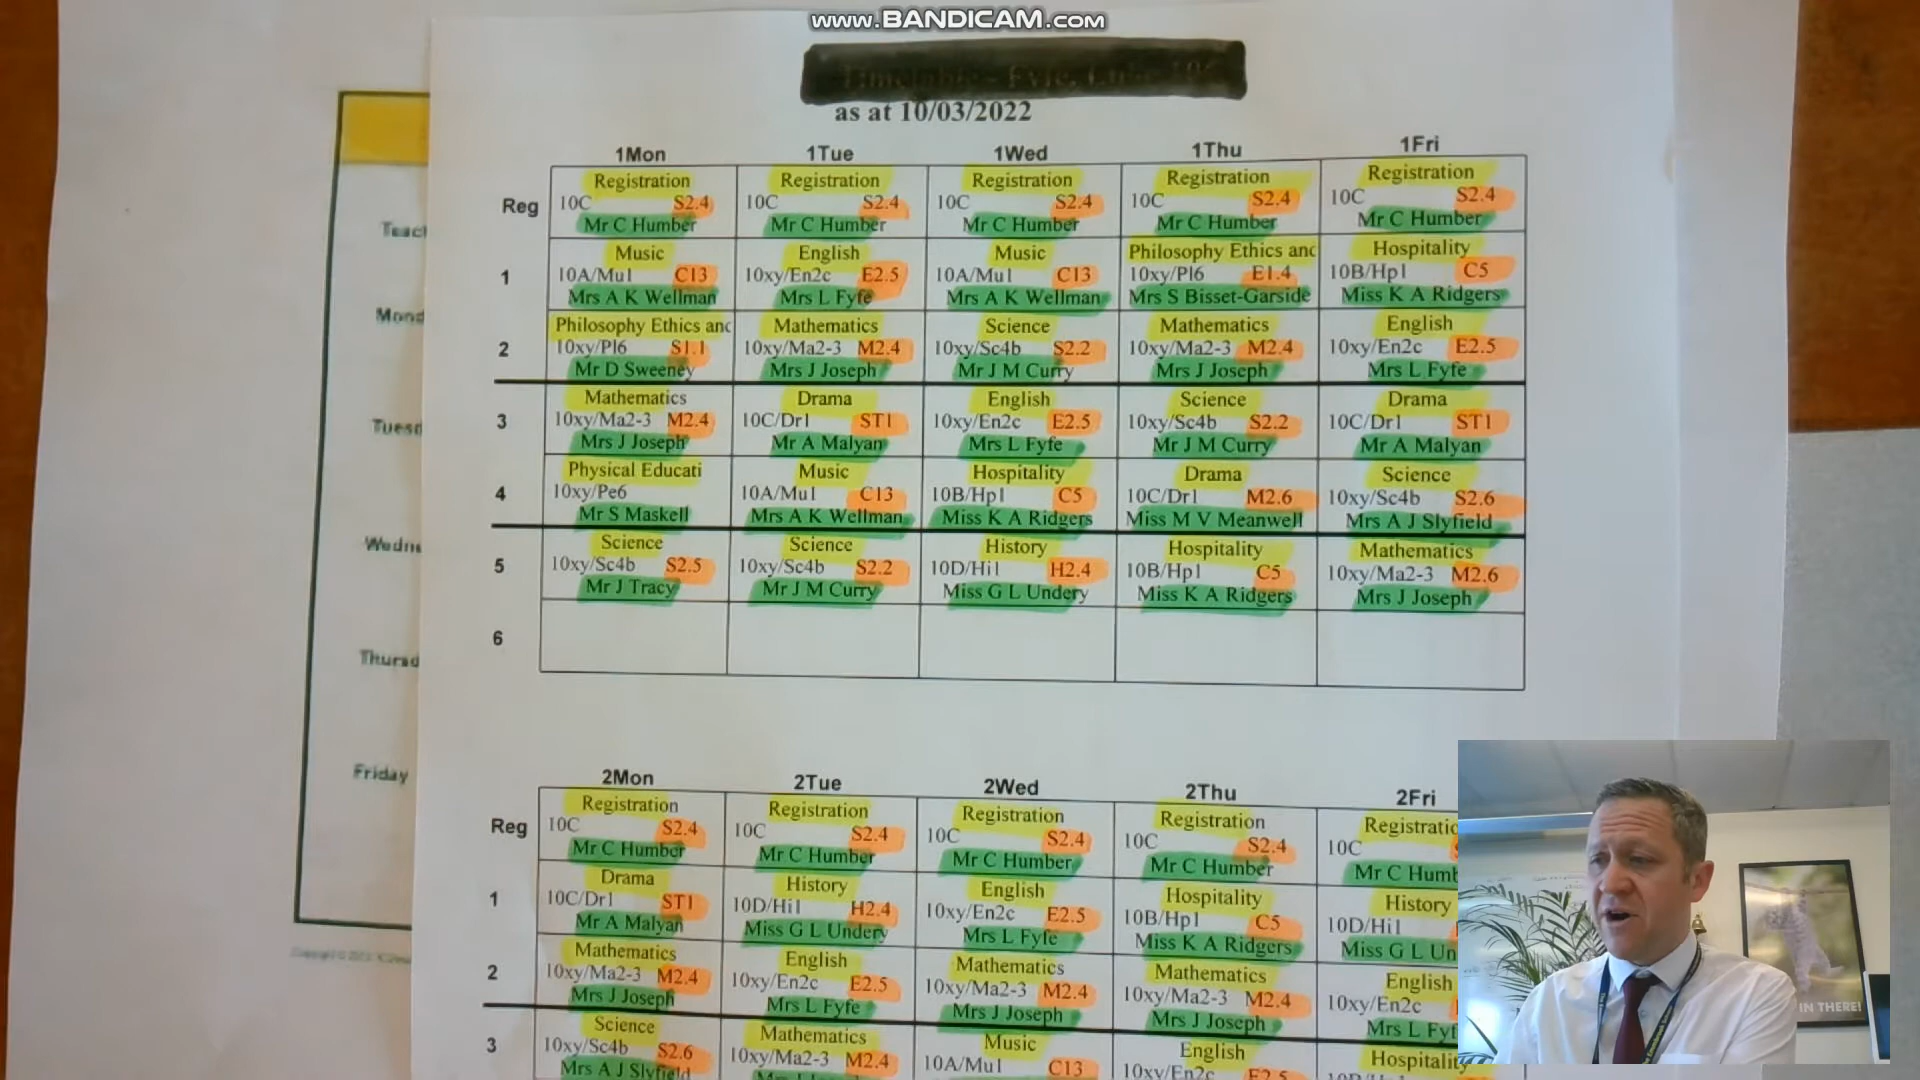 www.BANDICAM.com
as at 10/03/2022
1Mon 1Tue 1Wed 1Thu 1Fri
Reg
Registration Registration Registration Registration Registration
10C S2.4 10C S2.4 10C S2.4 10C S2.4 10C S2.4
Mr C Humber Mr C Humber Mr C Humber Mr C Humber Mr C Humber
1
Music English Music Philosophy Ethics and Hospitality
10A/Mu1 C13 10xy/En2c E2.5 10A/Mu1 C13 10xy/Pl6 E1.4 10B/Hp1 C5
Mrs A K Wellman Mrs L Fyfe Mrs A K Wellman Mrs S Bisset-Garside Miss K A Ridgers
2
Philosophy Ethics and Mathematics Science Mathematics English
10xy/Pl6 S1.1 10xy/Ma2-3 M2.4 10xy/Sc4b S2.2 10xy/Ma2-3 M2.4 10xy/En2c E2.5
Mr D Sweeney Mrs J Joseph Mr J M Curry Mrs J Joseph Mrs L Fyfe
3
Mathematics Drama English Science Drama
10xy/Ma2-3 M2.4 10C/Dr1 ST1 10xy/En2c E2.5 10xy/Sc4b S2.2 10C/Dr1 ST1
Mrs J Joseph Mr A Malyan Mrs L Fyfe Mr J M Curry Mr A Malyan
4
Physical Educati Music Hospitality Drama Science
10xy/Pe6 10A/Mu1 C13 10B/Hp1 C5 10C/Dr1 M2.6 10xy/Sc4b S2.6
Mr S Maskell Mrs A K Wellman Miss K A Ridgers Miss M V Meanwell Mrs A J Slyfield
5
Science Science History Hospitality Mathematics
10xy/Sc4b S2.5 10xy/Sc4b S2.2 10D/Hi1 H2.4 10B/Hp1 C5 10xy/Ma2-3 M2.6
Mr J Tracy Mr J M Curry Miss G L Undery Miss K A Ridgers Mrs J Joseph
6
2Mon 2Tue 2Wed 2Thu 2Fri
Reg
Registration Registration Registration Registration Registratio
10C S2.4 10C S2.4 10C S2.4 10C S2.4 10C
Mr C Humber Mr C Humber Mr C Humber Mr C Humber Mr C Humb
1
Drama History English Hospitality History
10C/Dr1 ST1 10D/Hi1 H2.4 10xy/En2c E2.5 10B/Hp1 C5 10D/Hi1
Mr A Malyan Miss G L Undery Mrs L Fyfe Miss K A Ridgers Miss G L Un
2
Mathematics English Mathematics Mathematics English
10xy/Ma2-3 M2.4 10xy/En2c E2.5 10xy/Ma2-3 M2.4 10xy/Ma2-3 M2.4 10xy/En2c
Mrs J Joseph Mrs L Fyfe Mrs J Joseph Mrs J Joseph Mrs L Fyf
3
Science Mathematics Music English Hospitalit
10xy/Sc4b S2.6 10xy/Ma2-3 M2.4 10A/Mu1 C13 10xy/En2c E2.5
Mrs A J Slyfield
Teac
Mond
Tuesd
Wedne
Thursd
Friday
IN THERE!